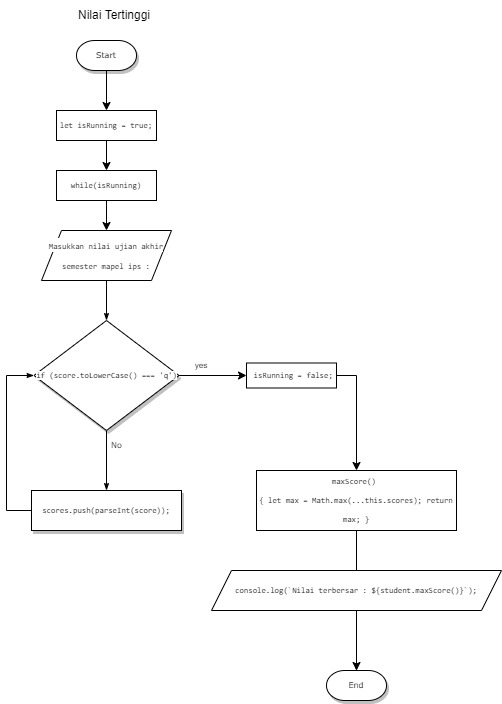 Nilai Tertinggi
Start
let isRunning = true;
while(isRunning)
Masukkan nilai ujian akhir
semester mapel ips :
if (score.toLowerCase() === 'q')
yes
isRunning = false;
No
maxScore()
{ let max = Math.max(...this.scores); return
max; }
scores.push(parseInt(score));
console.log(`Nilai terbersar : ${student.maxScore()}`);
End